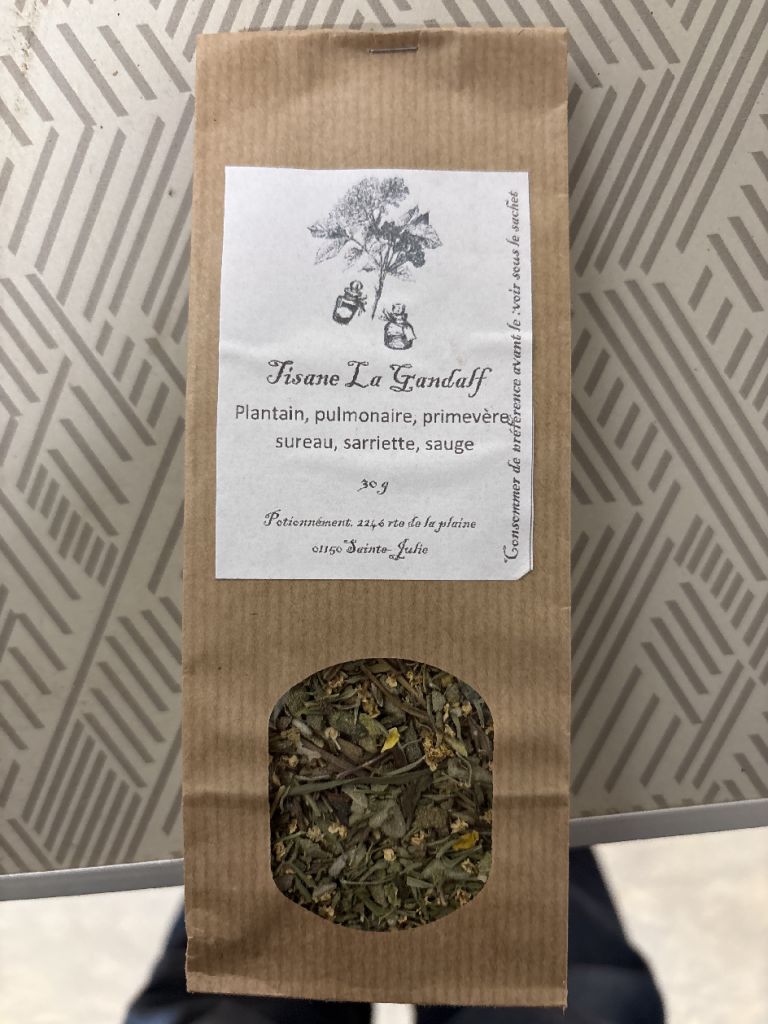 Tisane La Gandalf
Plantain, pulmonaire, primevère,
sureau, sarriette, sauge
30 g
Potionnément. 2246 rte de la plaine
01150 Sainte-Julie
Consommer de préférence avant le :voir sous le sachet